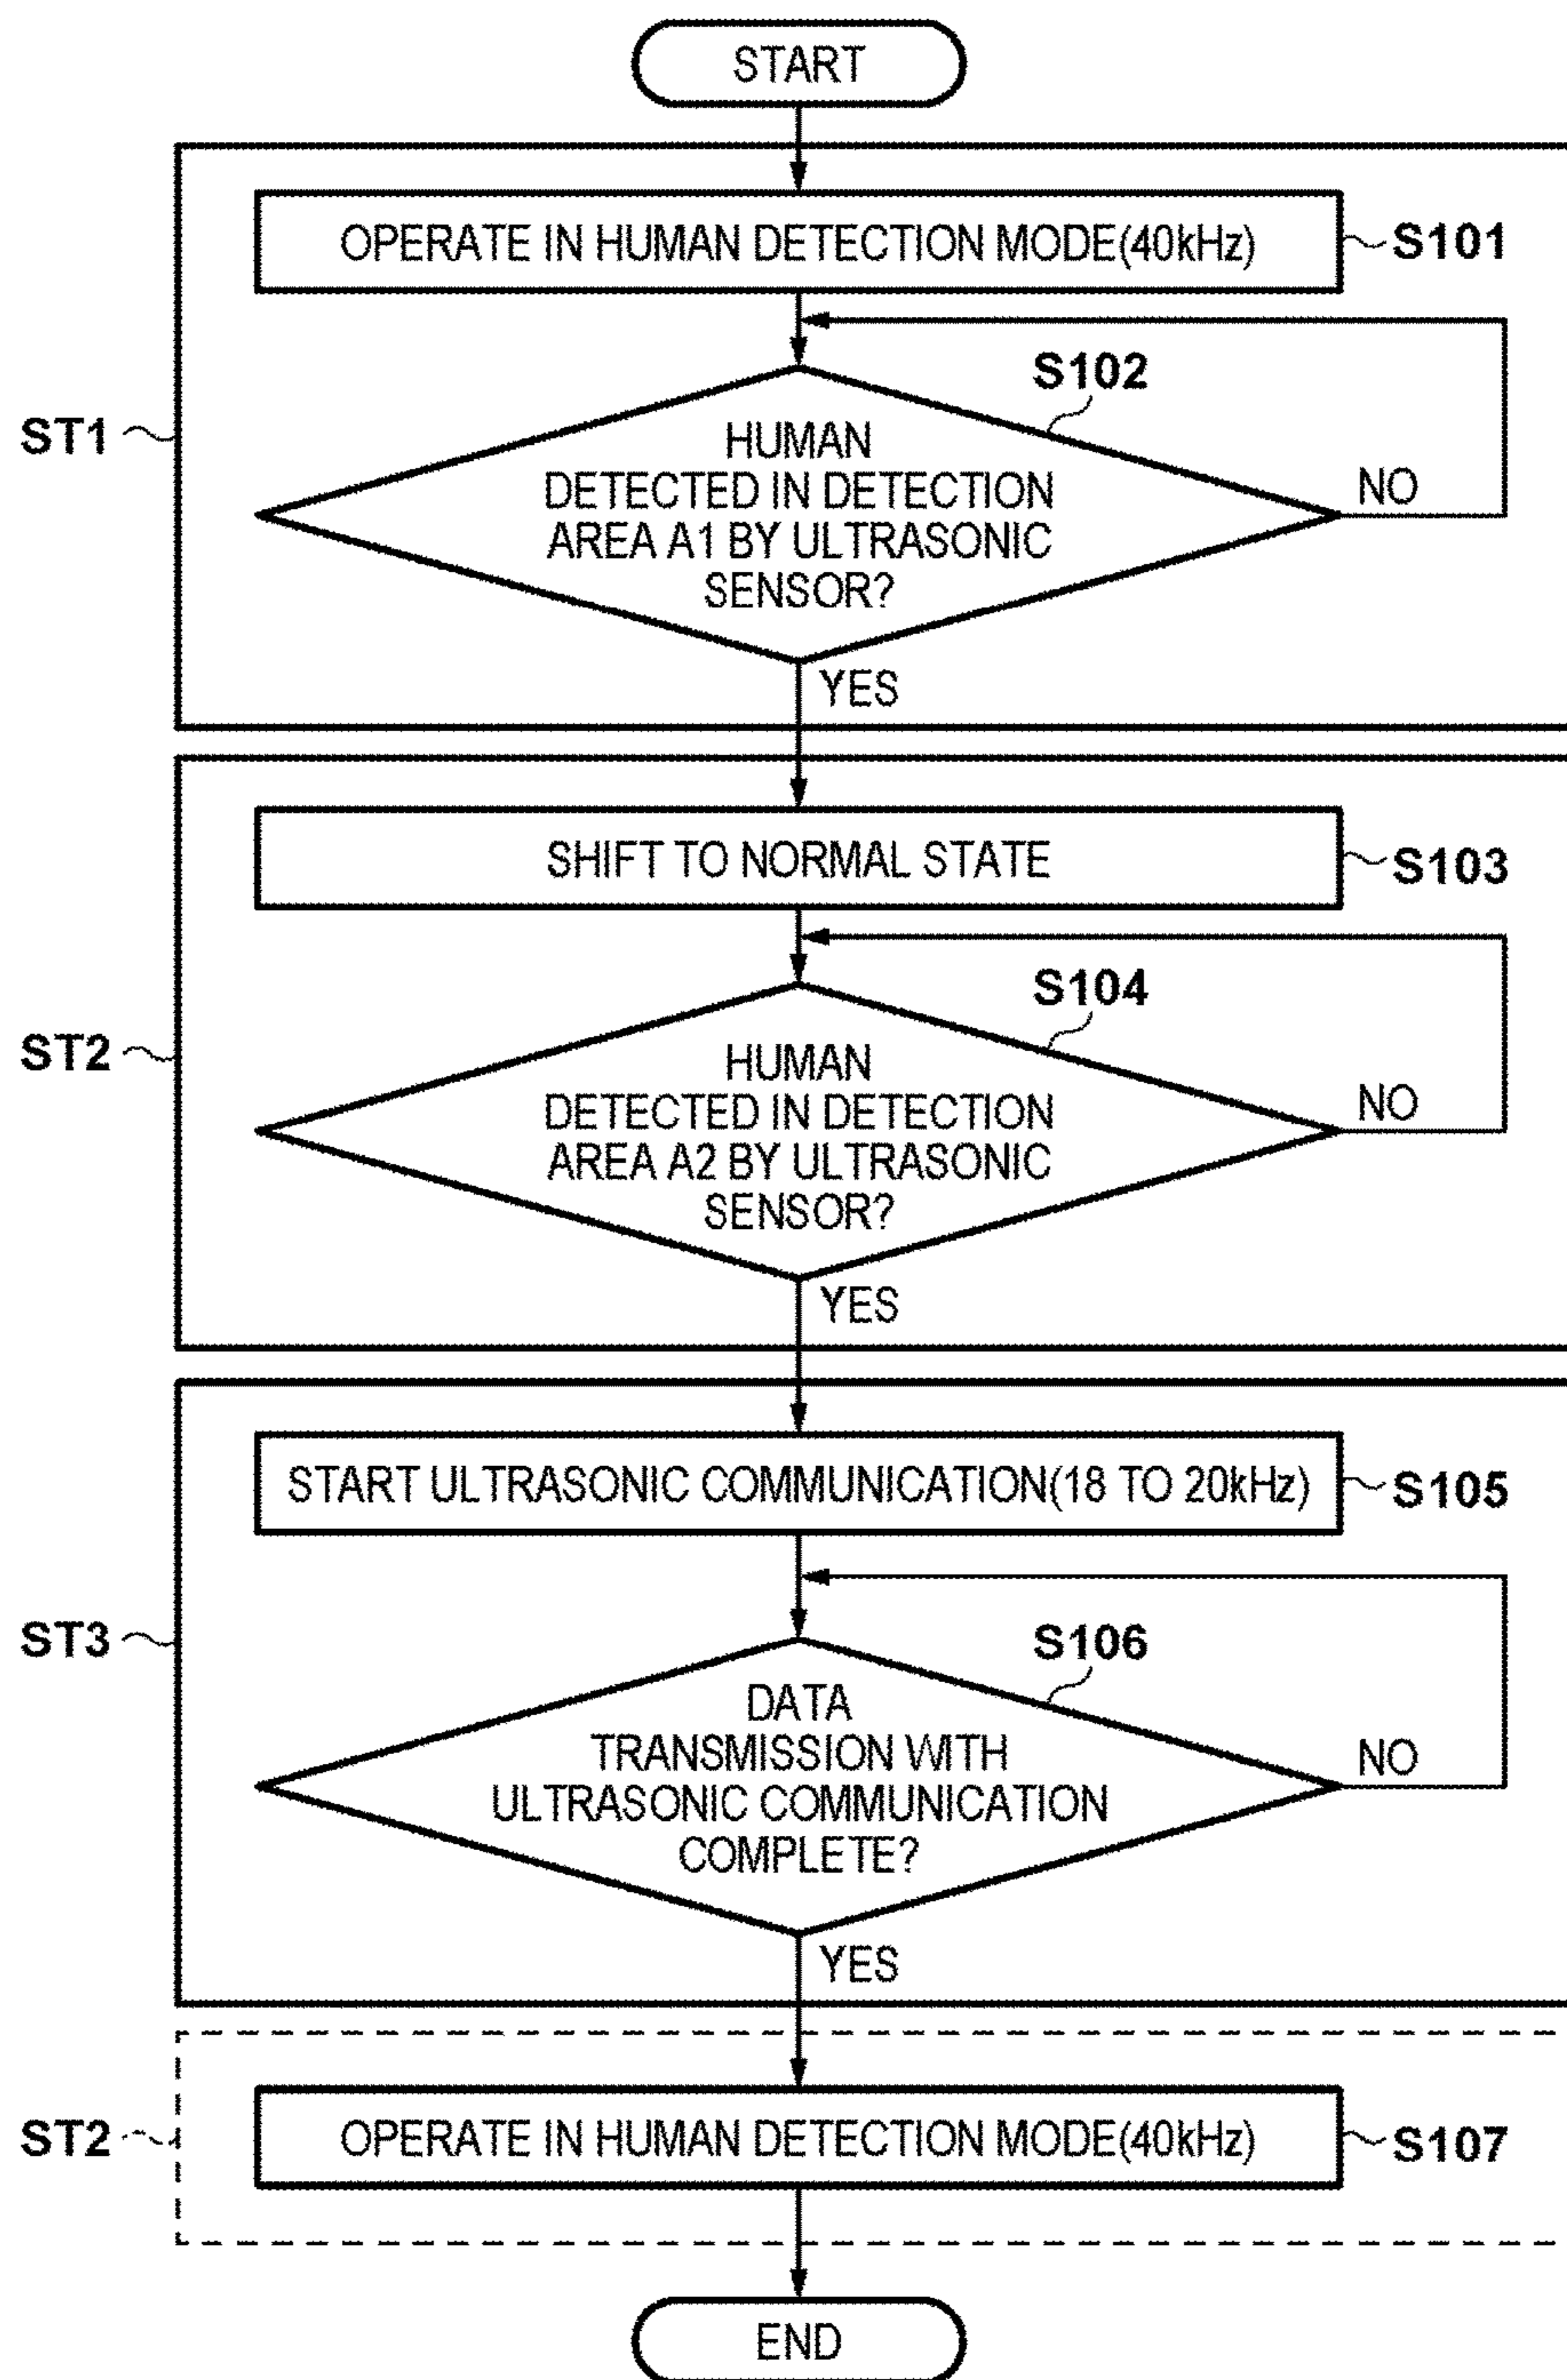 START
OPERATE IN HUMAN DETECTION MODE(40kHz)
S101
S102
ST1
HUMAN
DETECTED IN DETECTION
AREA A1 BY ULTRASONIC
SENSOR?
NO
YES
SHIFT TO NORMAL STATE
S103
S104
ST2
HUMAN
DETECTED IN DETECTION
AREA A2 BY ULTRASONIC
SENSOR?
NO
YES
START ULTRASONIC COMMUNICATION(18 TO 20kHz)
S105
S106
ST3
DATA
TRANSMISSION WITH
ULTRASONIC COMMUNICATION
COMPLETE?
NO
YES
ST2
OPERATE IN HUMAN DETECTION MODE(40kHz)
S107
END